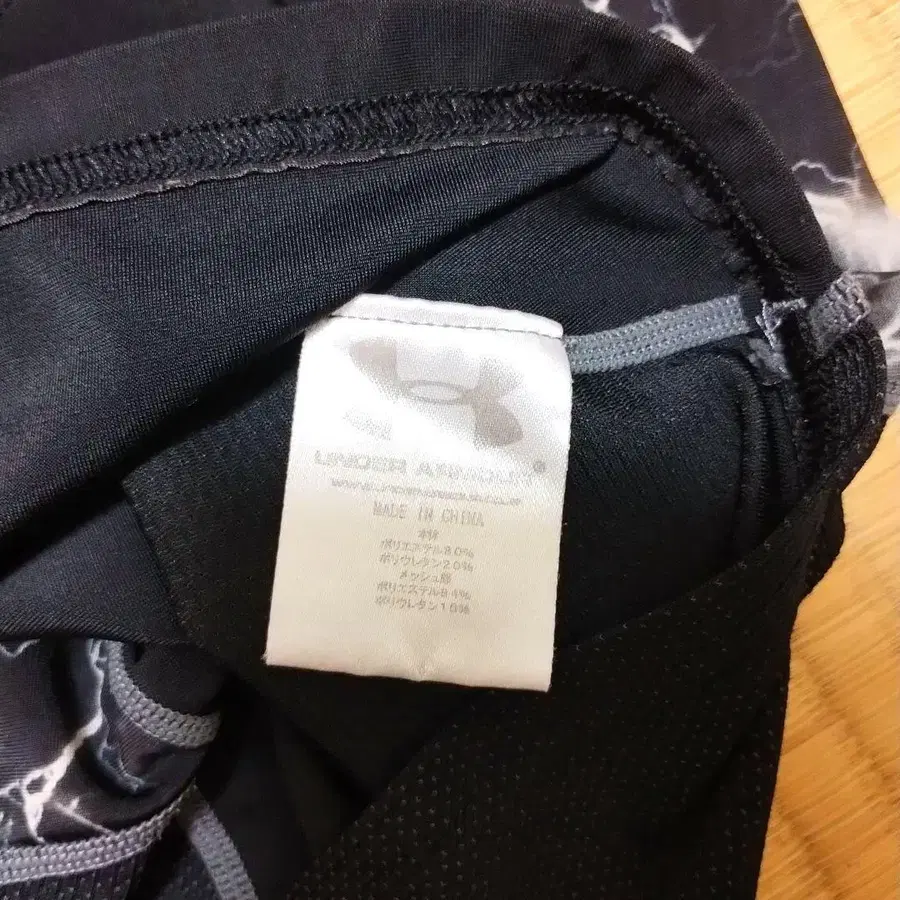 UNDER ARMOUR®
MADE IN CHINA
本体
ポリエステル80%
ポリウレタン20%
メッシュ部
ポリエステル84%
ポリウレタン16%